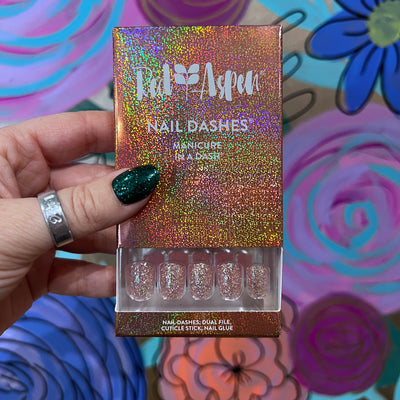 Red Aspen
NAIL DASHES
MANICURE
IN A DASH
NAIL DASHES, DUAL FILE,
CUTICLE STICK, NAIL GLUE